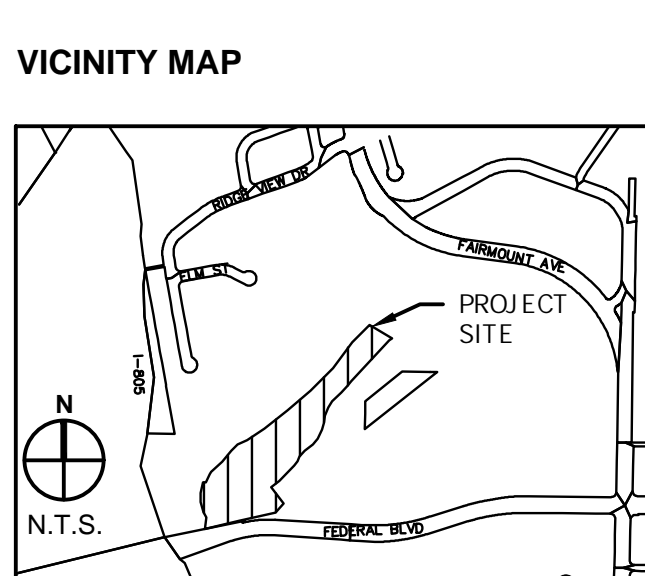 VICINITY MAP
RIDGE VIEW DR
FAIRMOUNT AVE
ELM ST
PROJECT
SITE
I-805
N
N.T.S.
FEDERAL BLVD